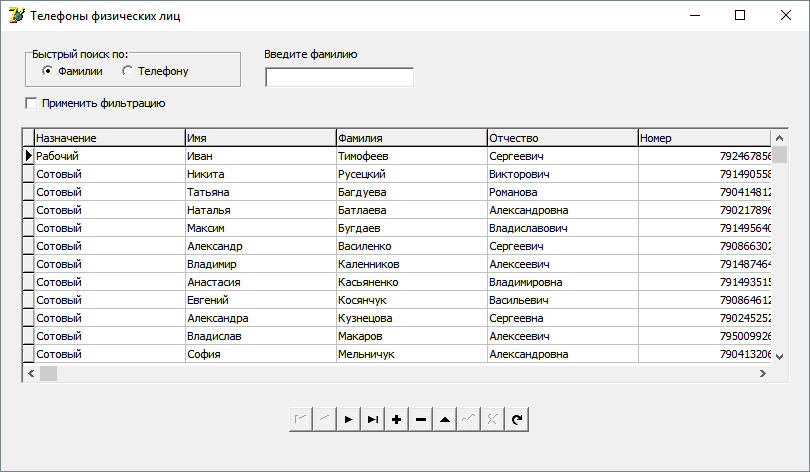 Телефоны физических лиц
Быстрый поиск по:
Введите фамилию
Фамилии Телефону
Применить фильтрацию
Назначение Имя Фамилия Отчество Номер
Рабочий Иван Тимофеев Сергеевич 792467856
Сотовый Никита Русецкий Викторович 791490558
Сотовый Татьяна Багдуева Романова 790414812
Сотовый Наталья Батлаева Александровна 790217896
Сотовый Максим Бугдаев Владиславович 791495640
Сотовый Александр Василенко Сергеевич 790866302
Сотовый Владимир Каленников Алексеевич 791487464
Сотовый Анастасия Касьяненко Владимировна 791493515
Сотовый Евгений Косянчук Васильевич 790864612
Сотовый Александра Кузнецова Сергеевна 790245252
Сотовый Владислав Макаров Алексеевич 795009926
Сотовый София Мельничук Александровна 790413206